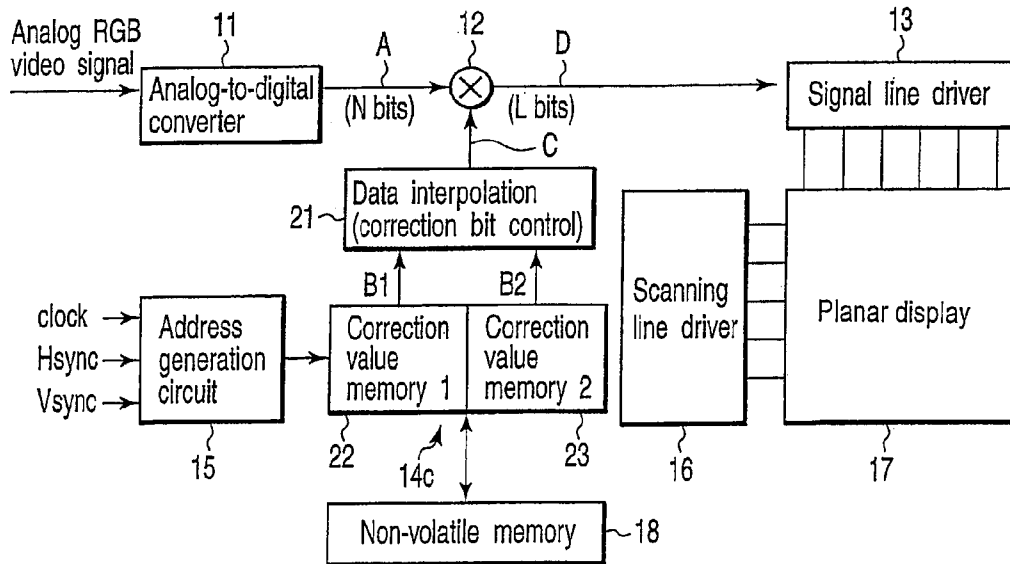 Analog RGB
video signal
11
Analog-to-digital
converter
A
(N bits)
12
D
(L bits)
13
Signal line driver
C
21
Data interpolation
(correction bit control)
B1
B2
clock
Hsync
Vsync
Address
generation
circuit
15
Correction
value
memory 1
Correction
value
memory 2
22
14c
23
Scanning
line driver
16
Planar display
17
Non-volatile memory
18